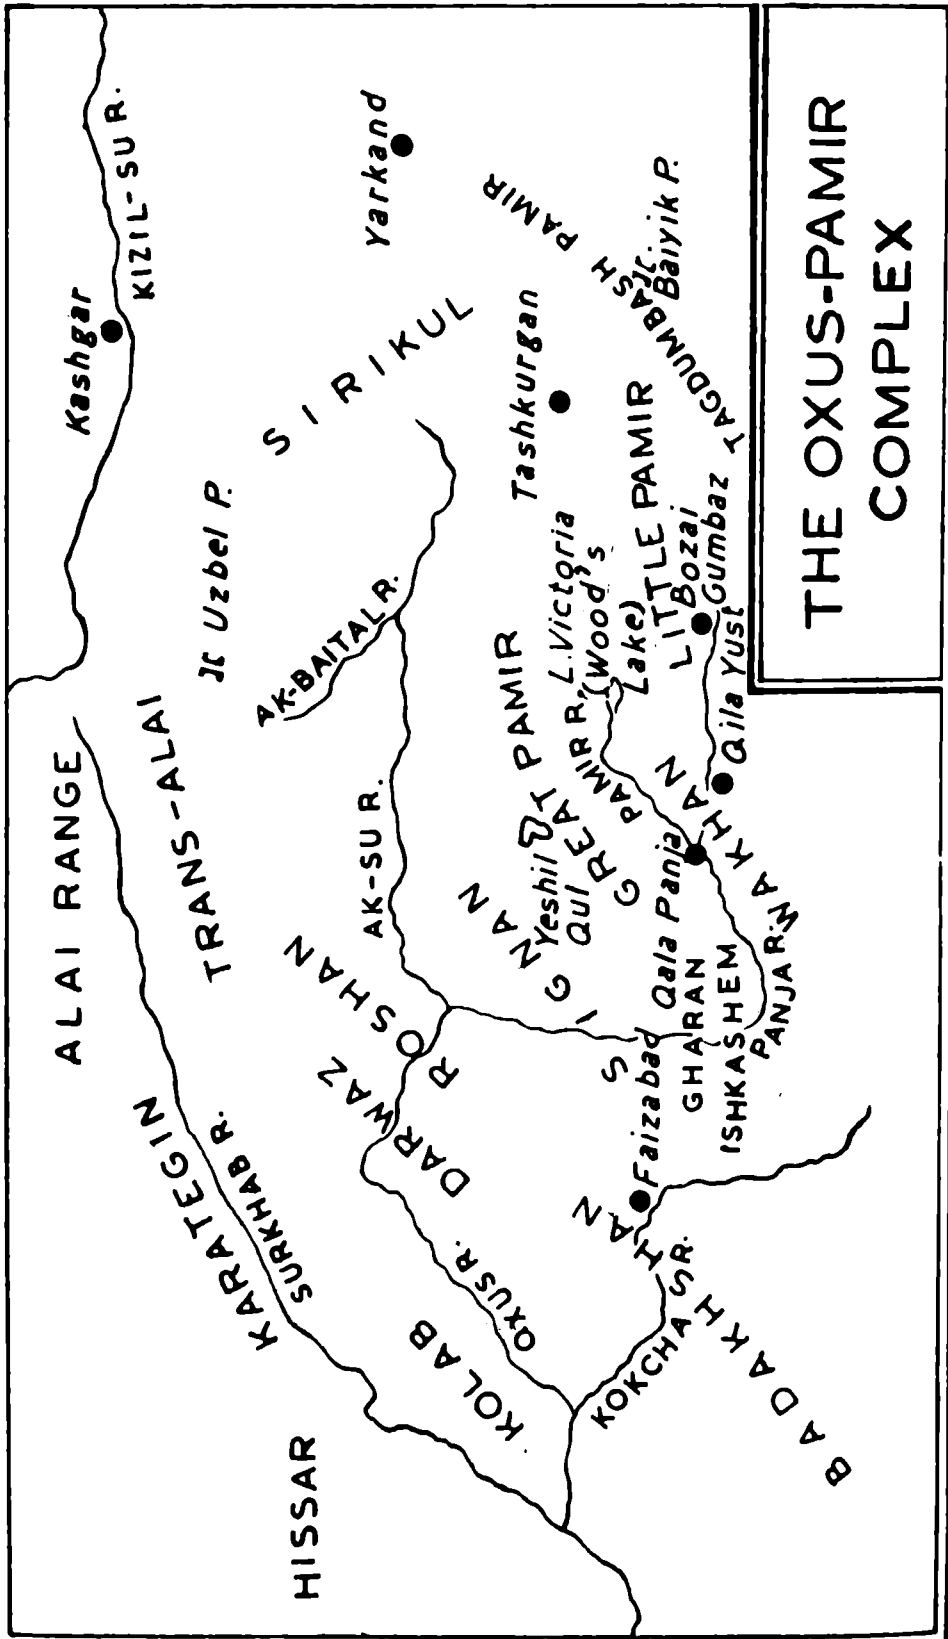 ALAI RANGE
Kashgar
KIZIL-SU R.
KARATEGIN
TRANS-ALAI
SURKHAB R.
HISSAR
Uzbel P.
SIRIKUL
Yarkand
AK-BAITAL R.
AK-SU R.
ROSHAN
DARWAZ
KOLAB
OXUS R.
SIGNAN
Yeshil
Qul
GREAT PAMIR
PAMIR R.
L. Victoria
(Wood's
Lake)
Tashkurgan
TAGDUMBASH PAMIR
Baiyik P.
LITTLE PAMIR
Bozai
Gumbaz
Qila Yust
WAKHAN
Qala Panja
Faizabad
GHARAN
ISHKASHEM
PANJA R.
KOKCHA R.
BADAKHSHAN
THE OXUS-PAMIR
COMPLEX